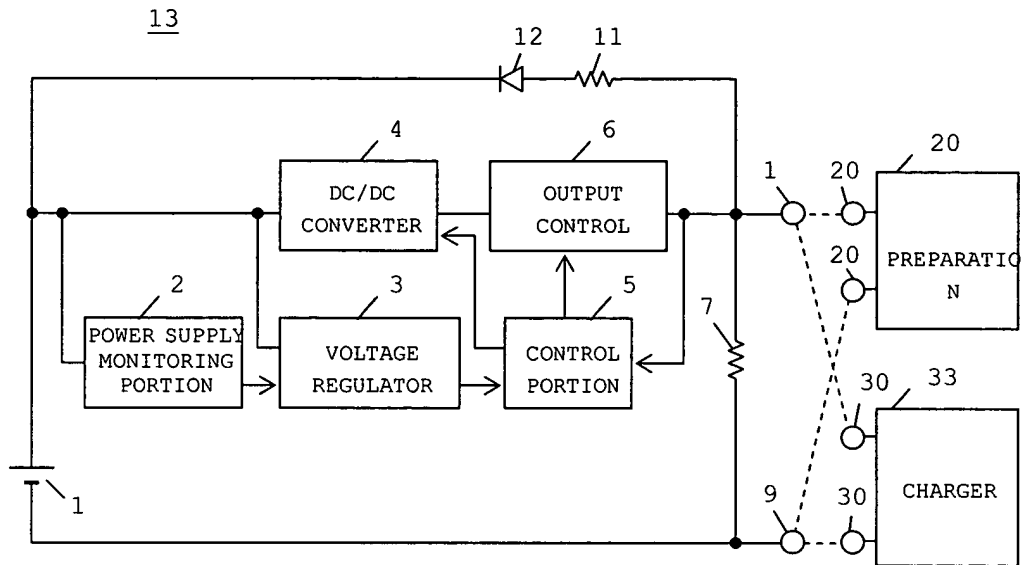 13
12
11
4
6
DC/DC
CONVERTER
OUTPUT
CONTROL
1
20
20
20
PREPARATIO
N
2
3
5
7
POWER SUPPLY
MONITORING
PORTION
VOLTAGE
REGULATOR
CONTROL
PORTION
30
33
1
9
30
CHARGER